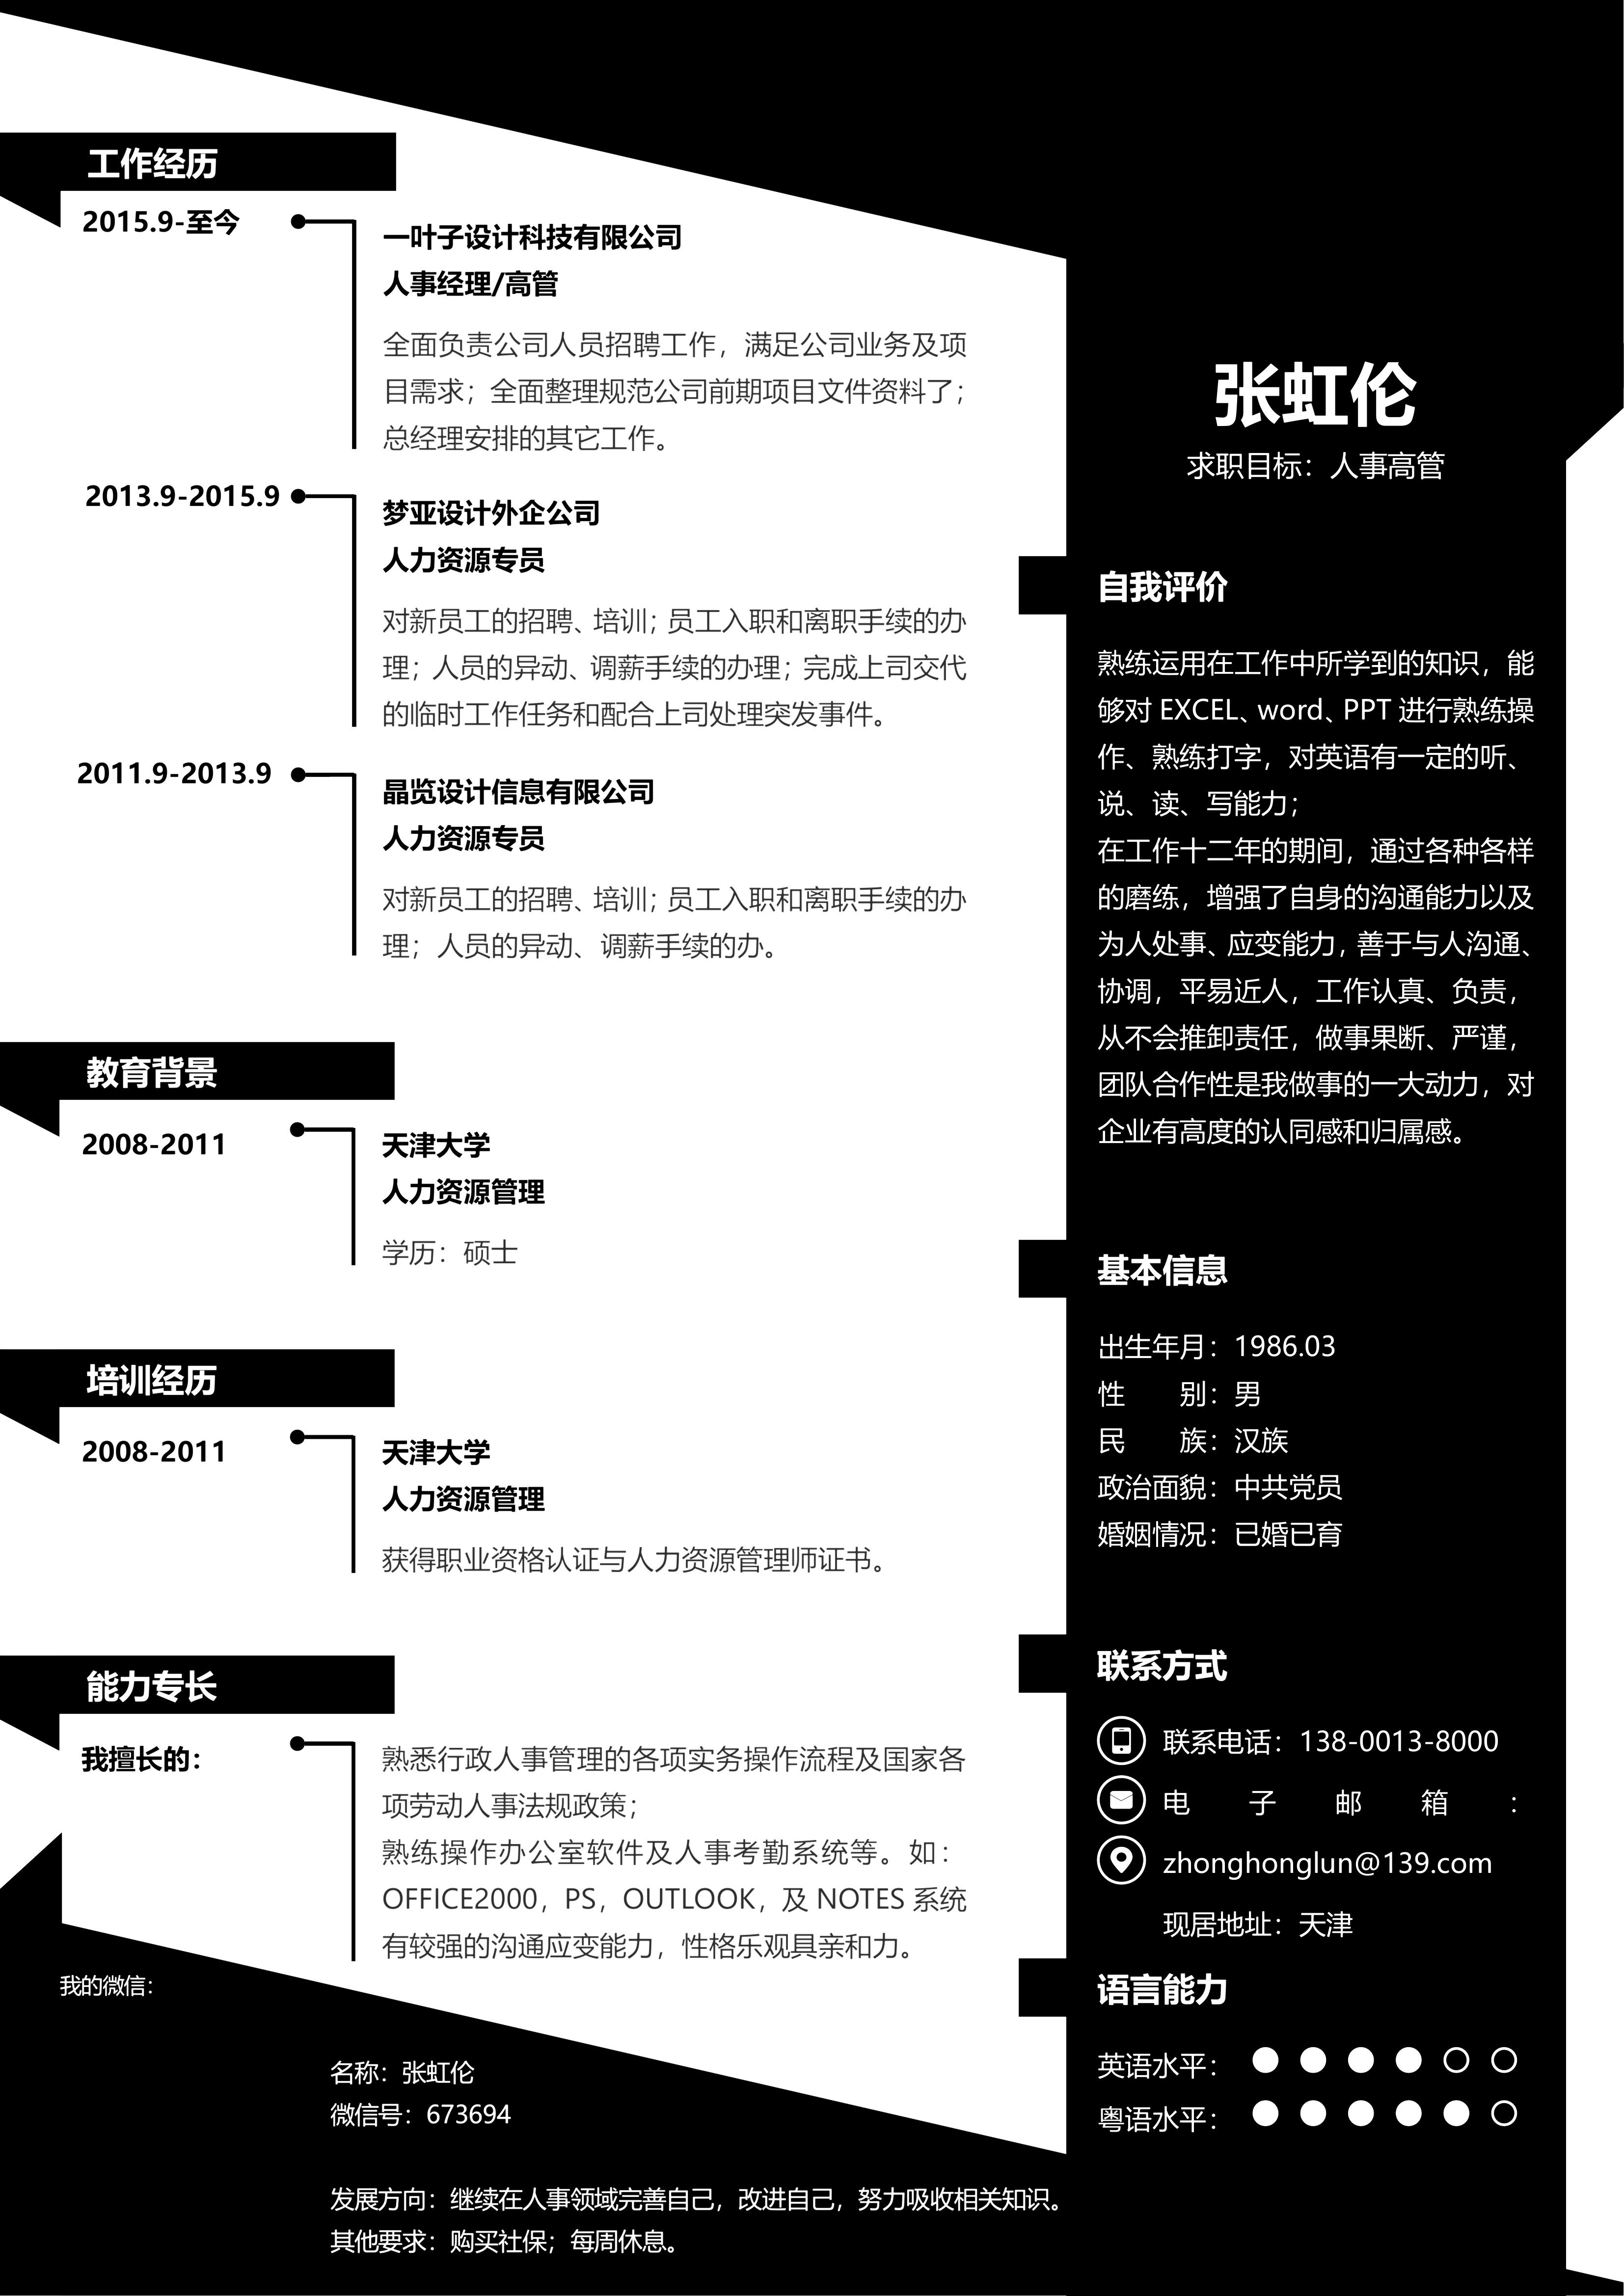 工作经历
2015.9-至今
一叶子设计科技有限公司
人事经理/高管
全面负责公司人员招聘工作，满足公司业务及项
目需求；全面整理规范公司前期项目文件资料了；
总经理安排的其它工作。
2013.9-2015.9
梦亚设计外企公司
人力资源专员
对新员工的招聘、培训；员工入职和离职手续的办
理；人员的异动、调薪手续的办理；完成上司交代
的临时工作任务和配合上司处理突发事件。
2011.9-2013.9
晶览设计信息有限公司
人力资源专员
对新员工的招聘、培训；员工入职和离职手续的办
理；人员的异动、调薪手续的办。
教育背景
2008-2011
天津大学
人力资源管理
学历：硕士
培训经历
2008-2011
天津大学
人力资源管理
获得职业资格认证与人力资源管理师证书。
能力专长
我擅长的：
熟悉行政人事管理的各项实务操作流程及国家各
项劳动人事法规政策；
熟练操作办公室软件及人事考勤系统等。如：
OFFICE2000，PS，OUTLOOK，及 NOTES 系统
有较强的沟通应变能力，性格乐观具亲和力。
我的微信：
名称：张虹伦
微信号：673694
发展方向：继续在人事领域完善自己，改进自己，努力吸收相关知识。
其他要求：购买社保；每周休息。
张虹伦
求职目标：人事高管
自我评价
熟练运用在工作中所学到的知识，能
够对 EXCEL、word、PPT 进行熟练操
作、熟练打字，对英语有一定的听、
说、读、写能力；
在工作十二年的期间，通过各种各样
的磨练，增强了自身的沟通能力以及
为人处事、应变能力，善于与人沟通、
协调，平易近人，工作认真、负责，
从不会推卸责任，做事果断、严谨，
团队合作性是我做事的一大动力，对
企业有高度的认同感和归属感。
基本信息
出生年月：1986.03
性　　别：男
民　　族：汉族
政治面貌：中共党员
婚姻情况：已婚已育
联系方式
联系电话：138-0013-8000
电 子 邮 箱 ：
zhonghonglun@139.com
现居地址：天津
语言能力
英语水平：
粤语水平：